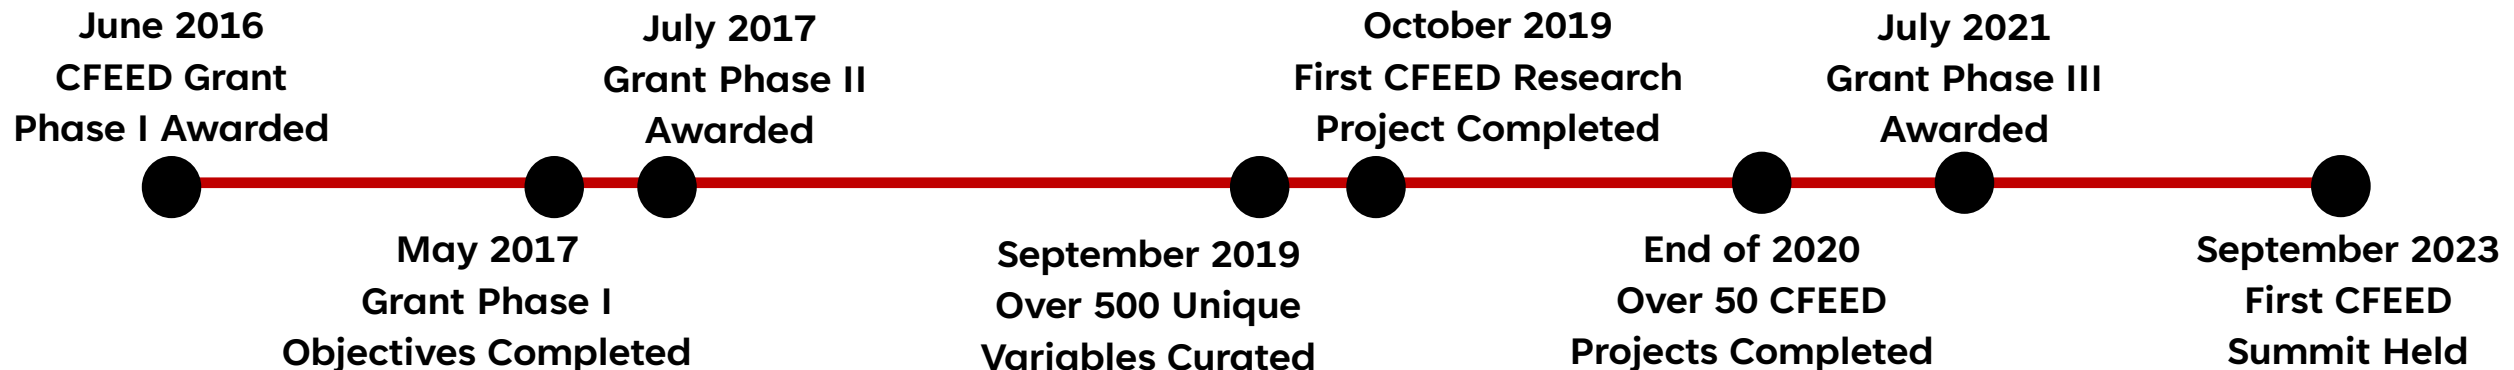 June 2016
CFEED Grant
Phase I Awarded
May 2017
Grant Phase I
Objectives Completed
July 2017
Grant Phase II
Awarded
September 2019
Over 500 Unique
Variables Curated
October 2019
First CFEED Research
Project Completed
End of 2020
Over 50 CFEED
Projects Completed
July 2021
Grant Phase III
Awarded
September 2023
First CFEED
Summit Held